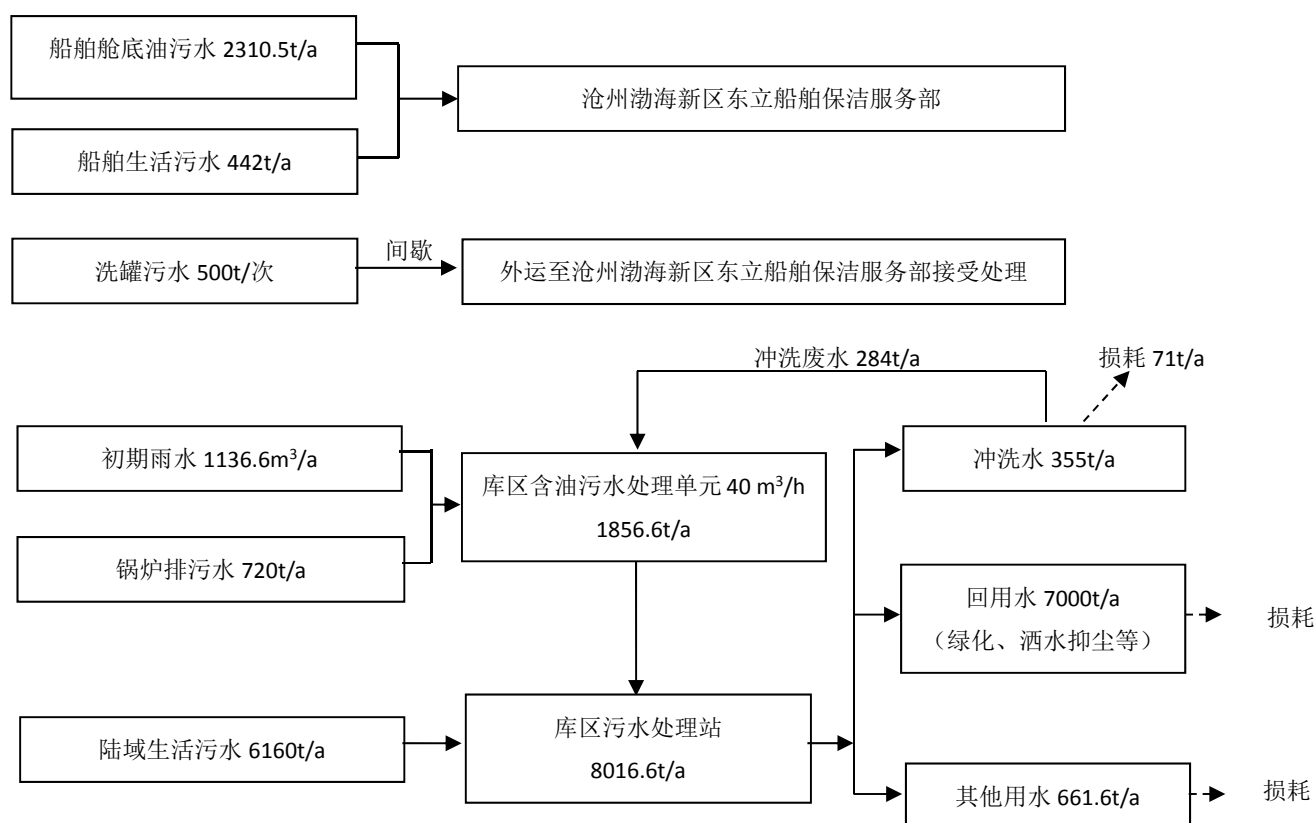 船舶舱底油污水 2310.5t/a
沧州渤海新区东立船舶保洁服务部
船舶生活污水 442t/a
洗罐污水 500t/次
间歇
外运至沧州渤海新区东立船舶保洁服务部接受处理
冲洗废水 284t/a
损耗 71t/a
初期雨水 1136.6m³/a
冲洗水 355t/a
库区含油污水处理单元 40 m³/h
1856.6t/a
锅炉排污水 720t/a
回用水 7000t/a
（绿化、洒水抑尘等）
损耗
陆域生活污水 6160t/a
库区污水处理站
8016.6t/a
其他用水 661.6t/a
损耗